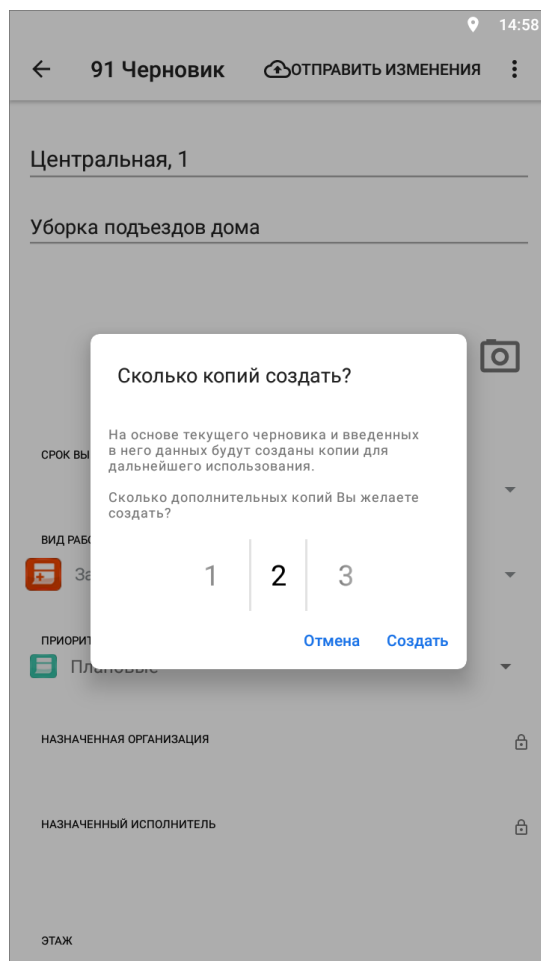 14:58
91 Черновик
ОТПРАВИТЬ ИЗМЕНЕНИЯ
Центральная, 1
Уборка подъездов дома
Сколько копий создать?
На основе текущего черновика и введенных
в него данных будут созданы копии для
дальнейшего использования.
Сколько дополнительных копий Вы желаете
создать?
1 2 3
Отмена Создать
СРОК ВЫ
ВИД РАБО
За
ПРИОРИТ
Плановые
НАЗНАЧЕННАЯ ОРГАНИЗАЦИЯ
НАЗНАЧЕННЫЙ ИСПОЛНИТЕЛЬ
ЭТАЖ